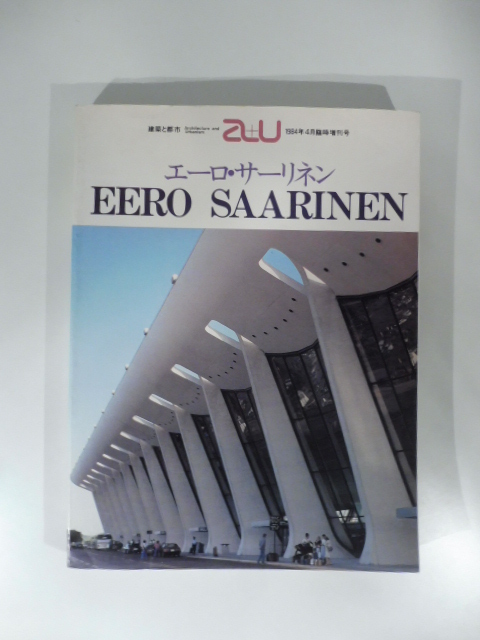 建築と都市 Architecture and Urbanism a+u 1984年4月臨時増刊号
エーロ・サーリネン
EERO SAARINEN